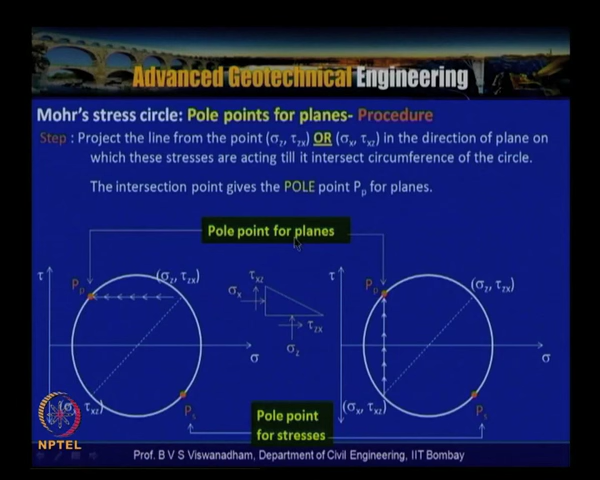 Advanced Geotechnical Engineering
Mohr's stress circle: Pole points for planes- Procedure
Step : Project the line from the point (σz, τzx) OR (σx, τxz) in the direction of plane on
which these stresses are acting till it intersect circumference of the circle.
The intersection point gives the POLE point Pp for planes.
Pole point for planes
τ
Pp
(σz, τzx)
σ
(σx, τxz)
Ps
τxz
σx
τzx
σz
τ
Pp
(σz, τzx)
σ
(σx, τxz)
Ps
Pole point
for stresses
NPTEL
Prof. B V S Viswanadham, Department of Civil Engineering, IIT Bombay